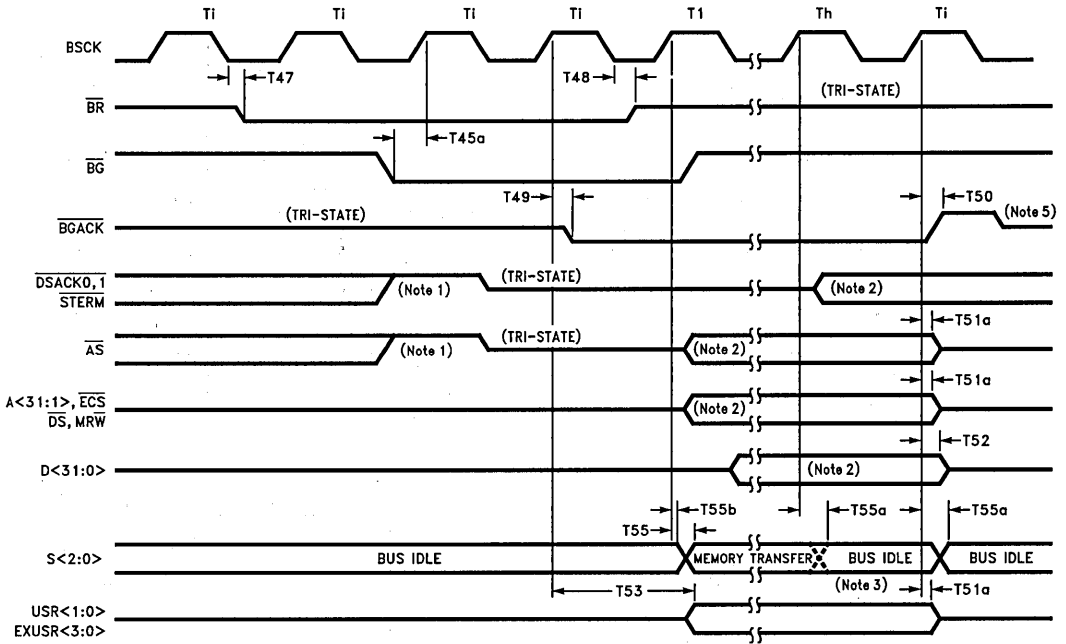 Ti Ti Ti Ti T1 Th Ti
BSCK
T47 T48
BR (TRI-STATE)
T45a
BG
T49 T50
(TRI-STATE) (Note 5)
BGACK
DSACK0,1 (TRI-STATE)
(Note 1) (Note 2)
STERM
T51a
(TRI-STATE)
AS (Note 1) (Note 2)
T51a
A<31:1>, ECS
(Note 2)
DS, MRW
T52
D<31:0> (Note 2)
T55b T55a T55a
T55
S<2:0> BUS IDLE MEMORY TRANSFER BUS IDLE BUS IDLE
(Note 3)
T53 T51a
USR<1:0>
EXUSR<3:0>